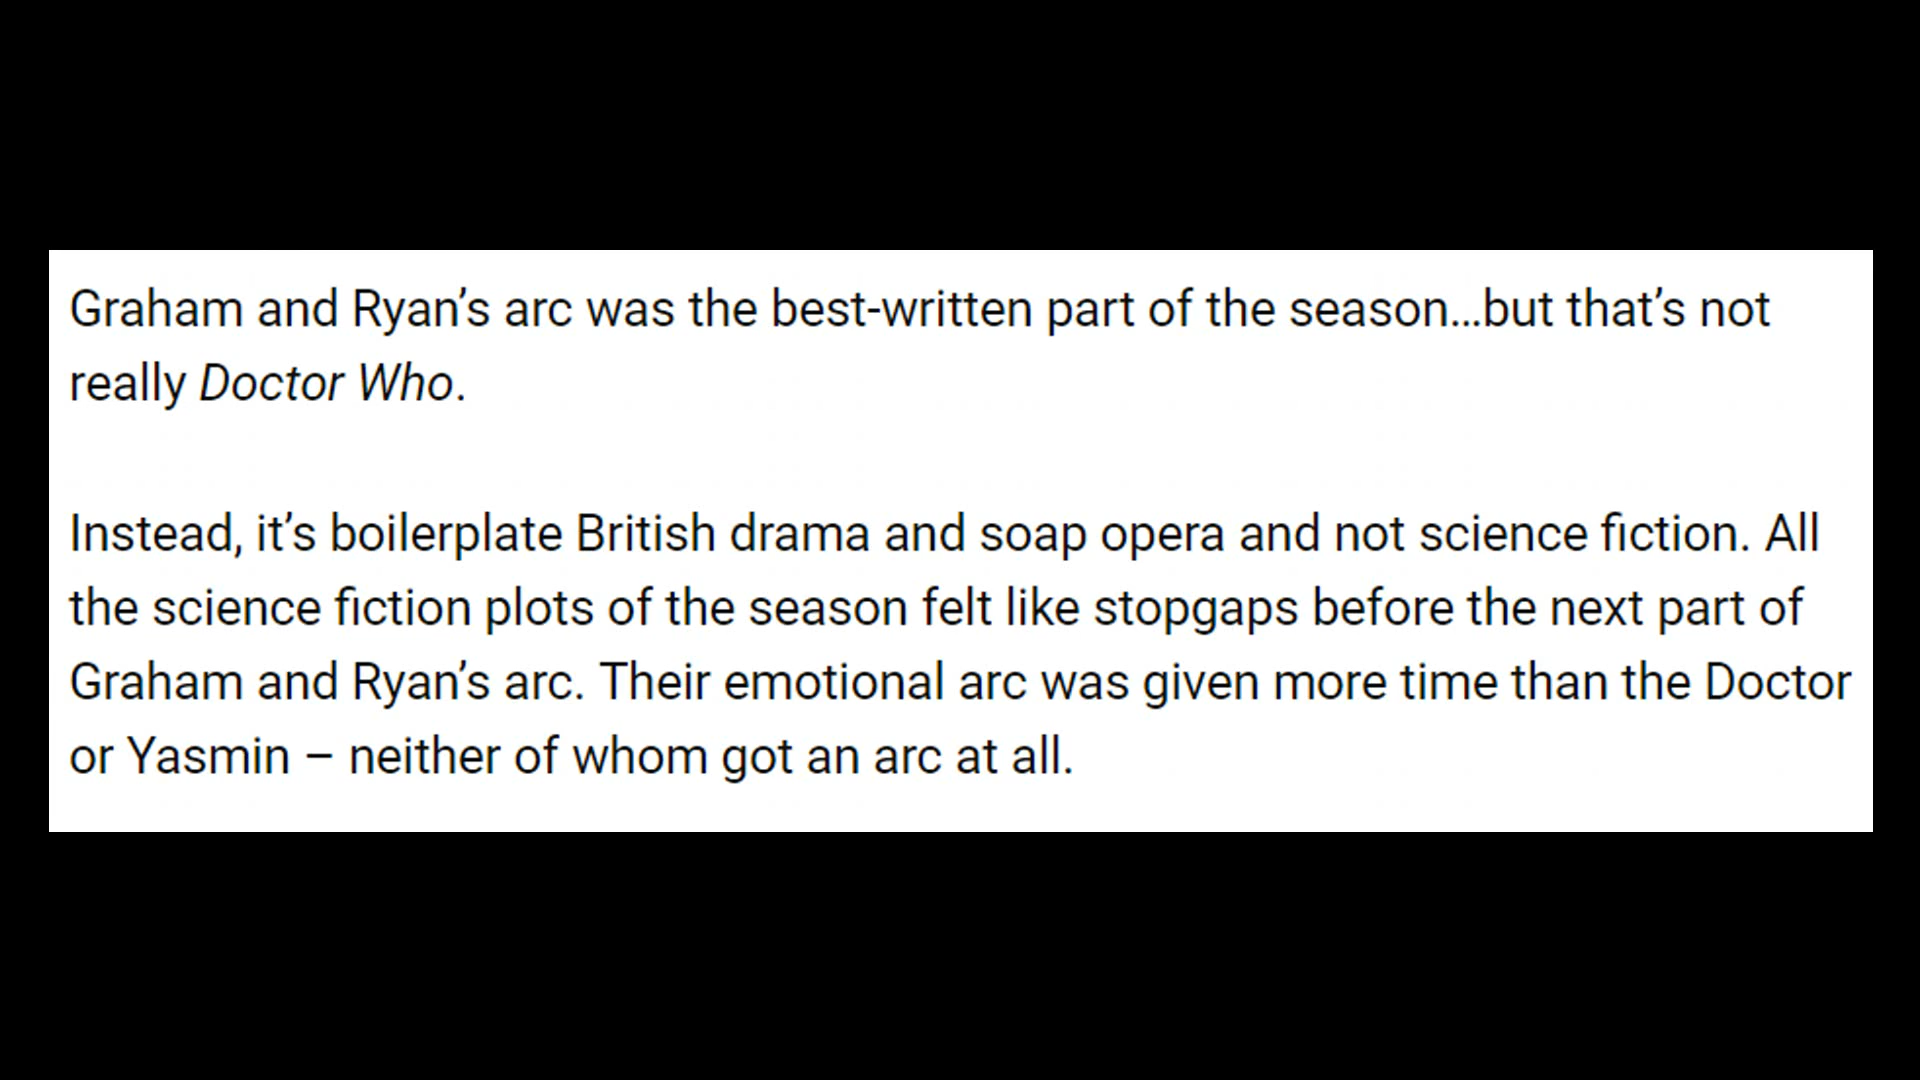 Graham and Ryan’s arc was the best-written part of the season…but that’s not
really Doctor Who.
Instead, it’s boilerplate British drama and soap opera and not science fiction. All
the science fiction plots of the season felt like stopgaps before the next part of
Graham and Ryan’s arc. Their emotional arc was given more time than the Doctor
or Yasmin – neither of whom got an arc at all.